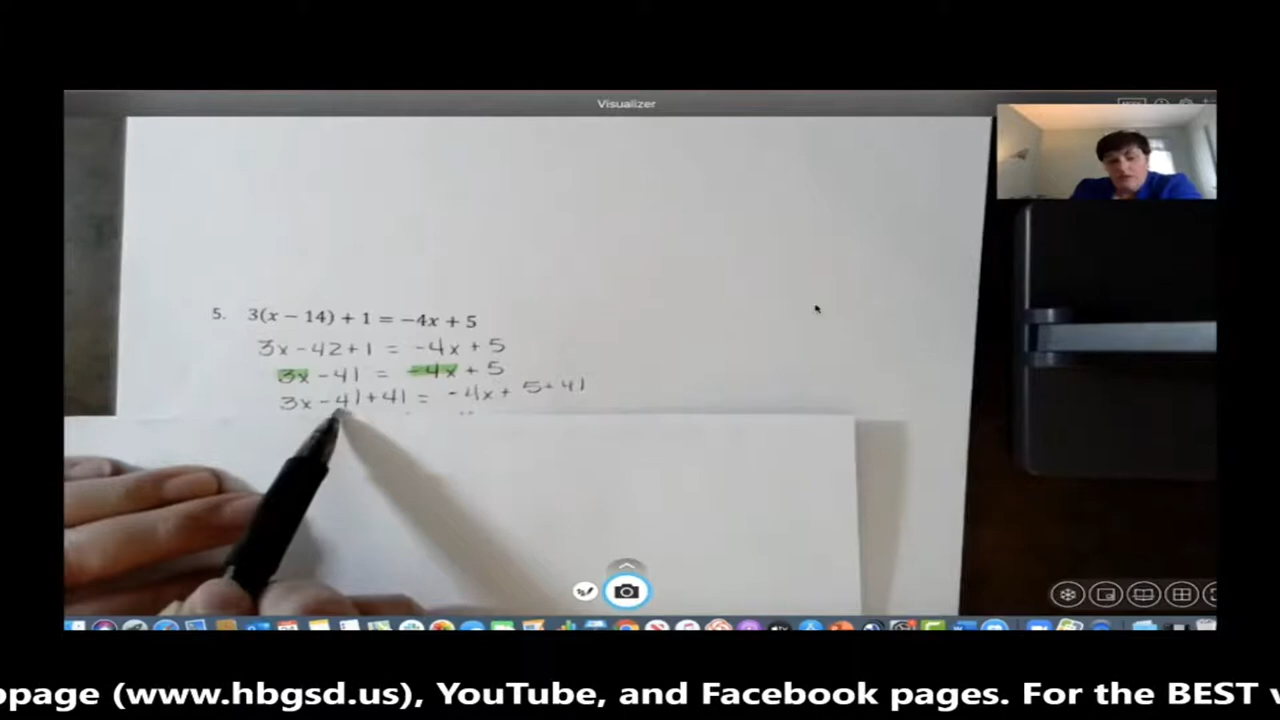 Visualizer
5. 3(x − 14) + 1 = −4x + 5
3x - 42 + 1 = -4x + 5
3x - 41 = -4x + 5
3x - 41 + 41 = -4x + 5 + 41
opage (www.hbgsd.us), YouTube, and Facebook pages. For the BEST v